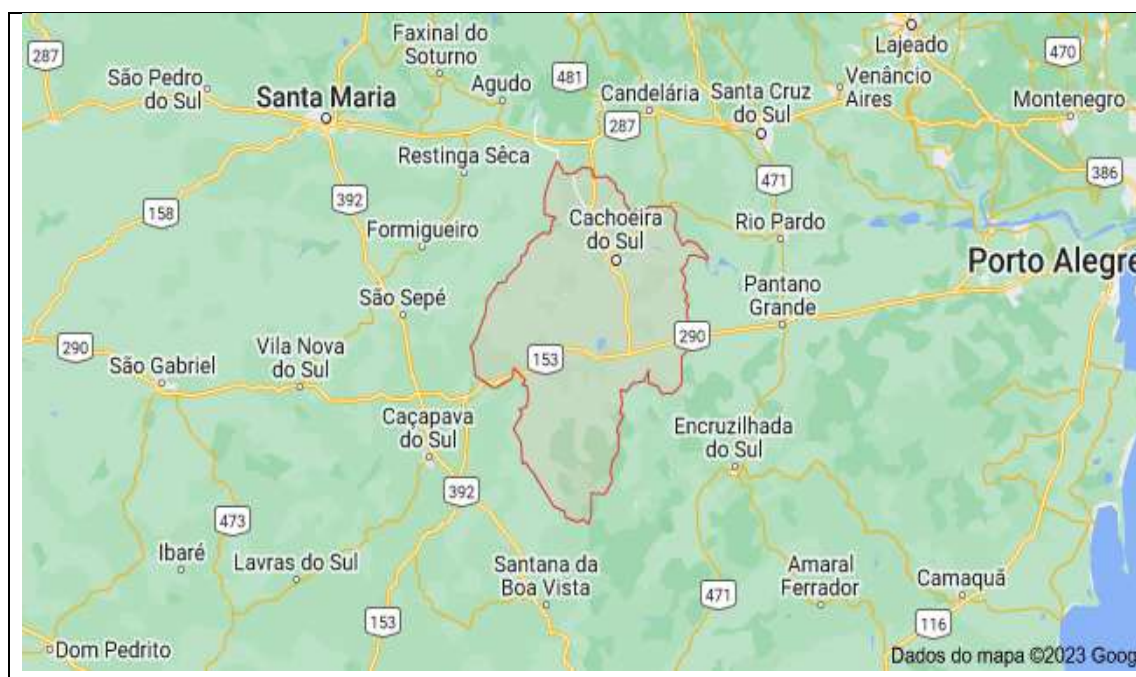 Faxinal do
Soturno
Lajeado
287
470
São Pedro
do Sul
Agudo
481
Venâncio
Aires
Santa Maria
Candelária
Santa Cruz
do Sul
Montenegro
287
Restinga Sêca
386
471
392
158
Cachoeira
do Sul
Rio Pardo
Formigueiro
Porto Alegre
São Sepé
Pantano
Grande
290
290
153
Vila Nova
do Sul
São Gabriel
Caçapava
do Sul
Encruzilhada
do Sul
392
473
Ibaré
Lavras do Sul
Santana da
Boa Vista
Amaral
Ferrador
Camaquã
471
153
116
Dom Pedrito
Dados do mapa ©2023 Goog